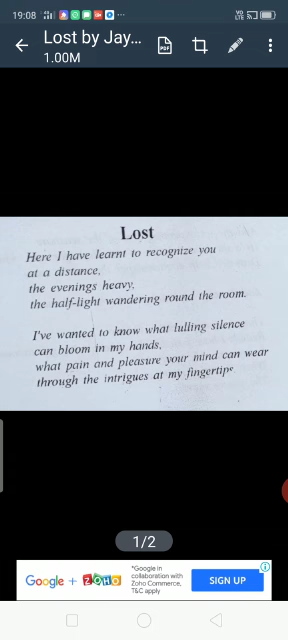 19:08
Lost by Jay...
1.00M
PDF
Lost
Here I have learnt to recognize you
at a distance,
the evenings heavy,
the half-light wandering round the room.
I've wanted to know what lulling silence
can bloom in my hands,
what pain and pleasure your mind can wear
through the intrigues at my fingertips
1/2
Google + ZOHO
*Google in
collaboration with
Zoho Commerce,
T&C apply
SIGN UP